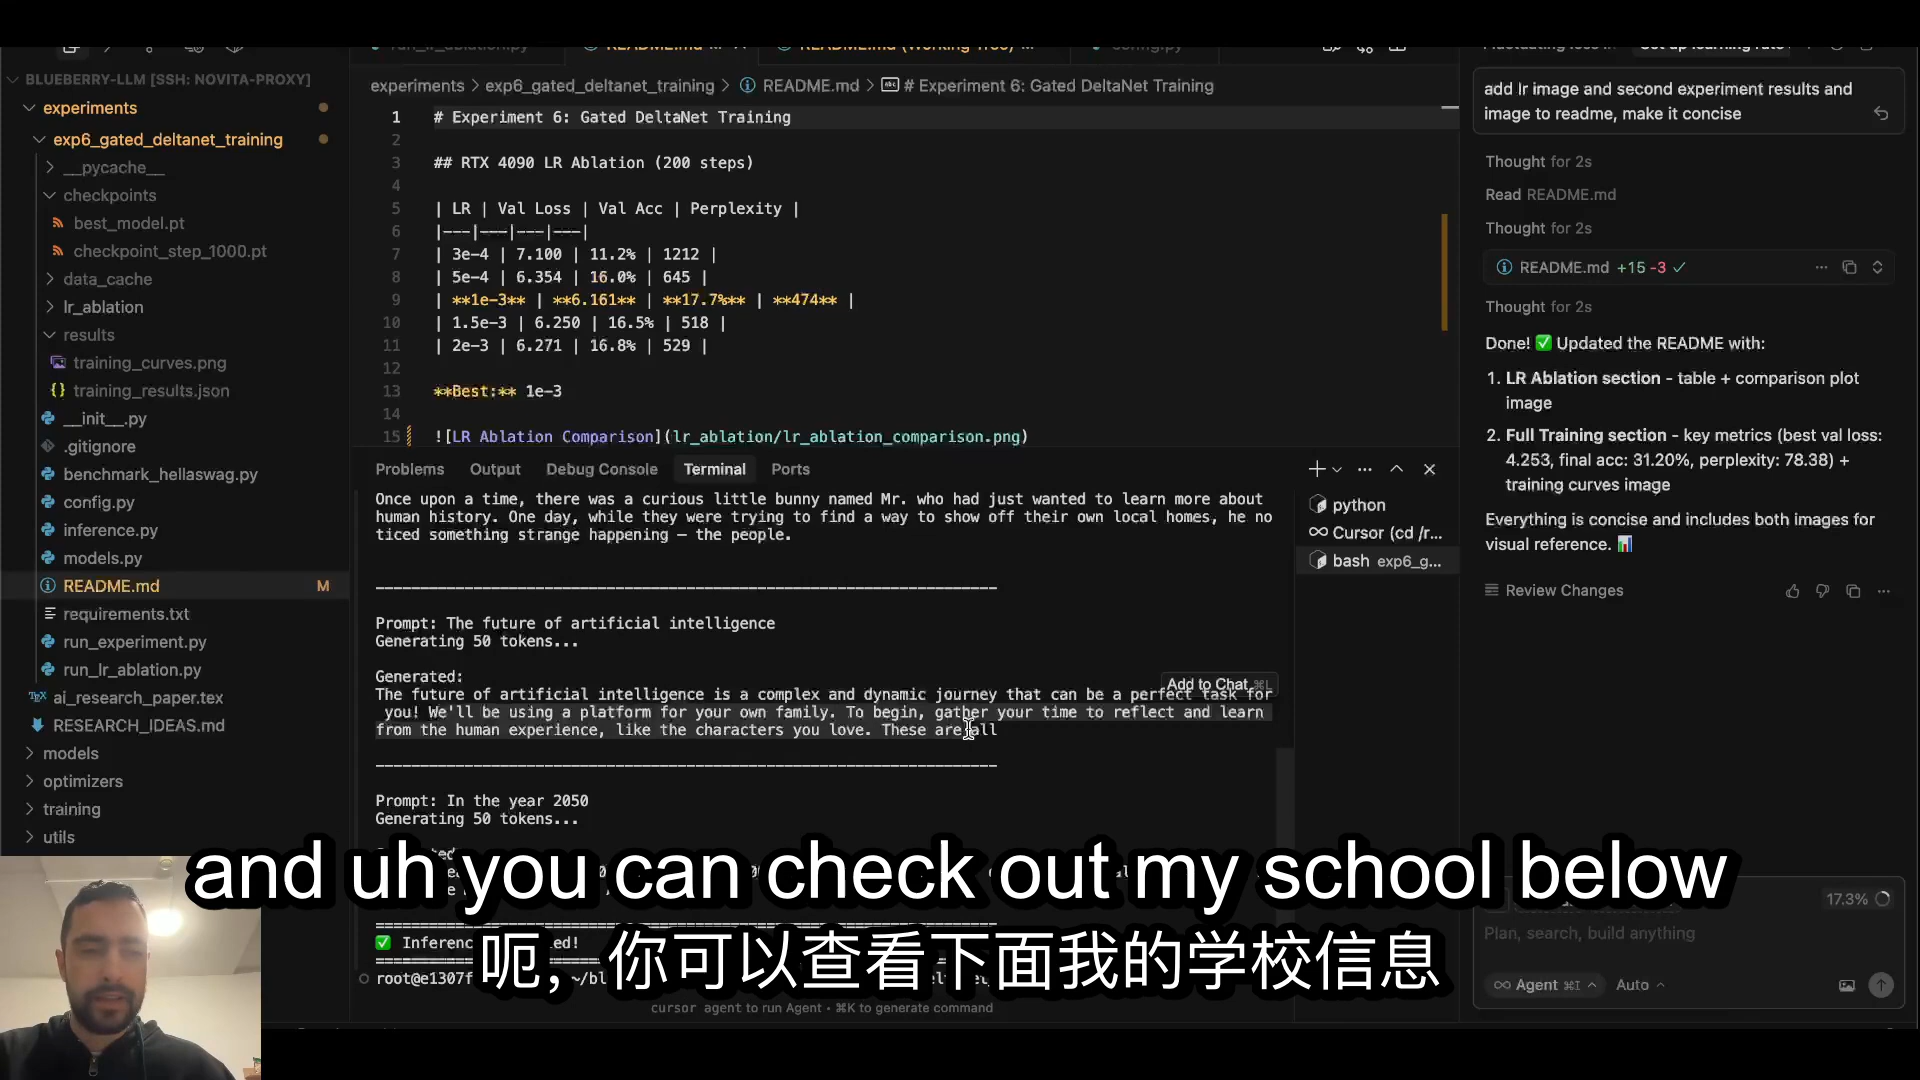 BLUEBERRY-LLM [SSH: NOVITA-PROXY]
experiments
exp6_gated_deltanet_training
__pycache__
checkpoints
best_model.pt
checkpoint_step_1000.pt
data_cache
lr_ablation
results
training_curves.png
training_results.json
__init__.py
.gitignore
benchmark_hellaswag.py
config.py
inference.py
models.py
README.md M
requirements.txt
run_experiment.py
run_lr_ablation.py
ai_research_paper.tex
RESEARCH_IDEAS.md
models
optimizers
training
utils
experiments > exp6_gated_deltanet_training > README.md > # Experiment 6: Gated DeltaNet Training
1 # Experiment 6: Gated DeltaNet Training
2
3 ## RTX 4090 LR Ablation (200 steps)
4
5 | LR | Val Loss | Val Acc | Perplexity |
6 |---|---|---|---|
7 | 3e-4 | 7.100 | 11.2% | 1212 |
8 | 5e-4 | 6.354 | 16.0% | 645 |
9 | **1e-3** | **6.161** | **17.7%** | **474** |
10 | 1.5e-3 | 6.250 | 16.5% | 518 |
11 | 2e-3 | 6.271 | 16.8% | 529 |
12
13 **Best:** 1e-3
14
15 ![LR Ablation Comparison](lr_ablation/lr_ablation_comparison.png)
Problems Output Debug Console Terminal Ports
Once upon a time, there was a curious little bunny named Mr. who had just wanted to learn more about
human history. One day, while they were trying to find a way to show off their own local homes, he no
ticed something strange happening — the people.
Prompt: The future of artificial intelligence
Generating 50 tokens...
Generated:
The future of artificial intelligence is a complex and dynamic journey that can be a perfect task for
you! We'll be using a platform for your own family. To begin, gather your time to reflect and learn
from the human experience, like the characters you love. These are all
Add to Chat ⌘L
Prompt: In the year 2050
Generating 50 tokens...
✅ Inferenc
root@e1307f
cursor agent to run Agent · ⌘K to generate command
python
Cursor (cd /r...
bash exp6_g...
add lr image and second experiment results and
image to readme, make it concise
Thought for 2s
Read README.md
Thought for 2s
README.md +15 -3
Thought for 2s
Done! ✅ Updated the README with:
1. LR Ablation section - table + comparison plot
image
2. Full Training section - key metrics (best val loss:
4.253, final acc: 31.20%, perplexity: 78.38) +
training curves image
Everything is concise and includes both images for
visual reference. 📊
Review Changes
17.3%
Plan, search, build anything
Agent ⌘I Auto
and uh you can check out my school below
呃，你可以查看下面我的学校信息